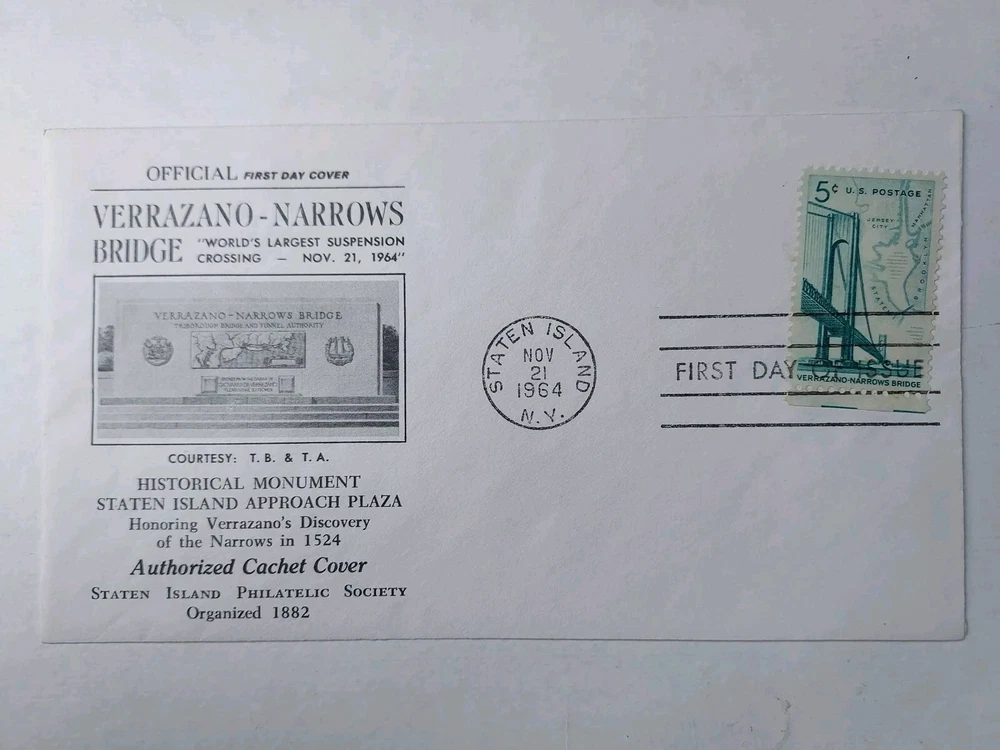 OFFICIAL FIRST DAY COVER
VERRAZANO-NARROWS
BRIDGE "WORLD'S LARGEST SUSPENSION
CROSSING — NOV. 21, 1964"
VERRAZANO-NARROWS BRIDGE
TRIBOROUGH BRIDGE AND TUNNEL AUTHORITY
COURTESY: T. B. & T. A.
HISTORICAL MONUMENT
STATEN ISLAND APPROACH PLAZA
Honoring Verrazano's Discovery
of the Narrows in 1524
Authorized Cachet Cover
STATEN ISLAND PHILATELIC SOCIETY
Organized 1882
STATEN ISLAND
NOV
21
1964
N.Y.
FIRST DAY OF ISSUE
5¢ U.S. POSTAGE
MANHATTAN
JERSEY
CITY
BROOKLYN
STATEN
VERRAZANO-NARROWS BRIDGE